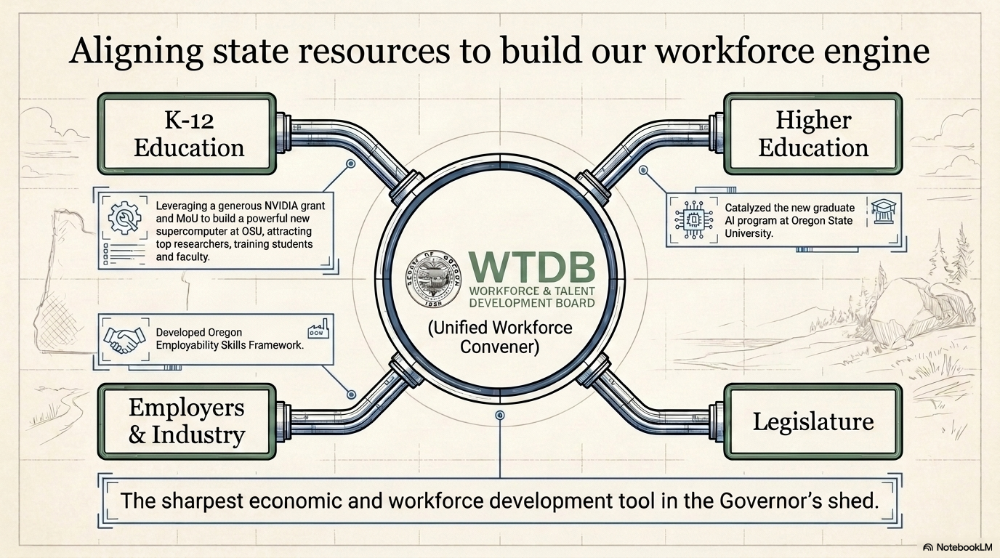 Aligning state resources to build our workforce engine
K-12
Education
Higher
Education
Leveraging a generous NVIDIA grant
and MoU to build a powerful new
supercomputer at OSU, attracting
top researchers, training students
and faculty.
Catalyzed the new graduate
AI program at Oregon State
University.
WTDB
WORKFORCE & TALENT
DEVELOPMENT BOARD
(Unified Workforce
Convener)
Developed Oregon
Employability Skills Framework.
Employers
& Industry
Legislature
The sharpest economic and workforce development tool in the Governor's shed.
NotebookLM